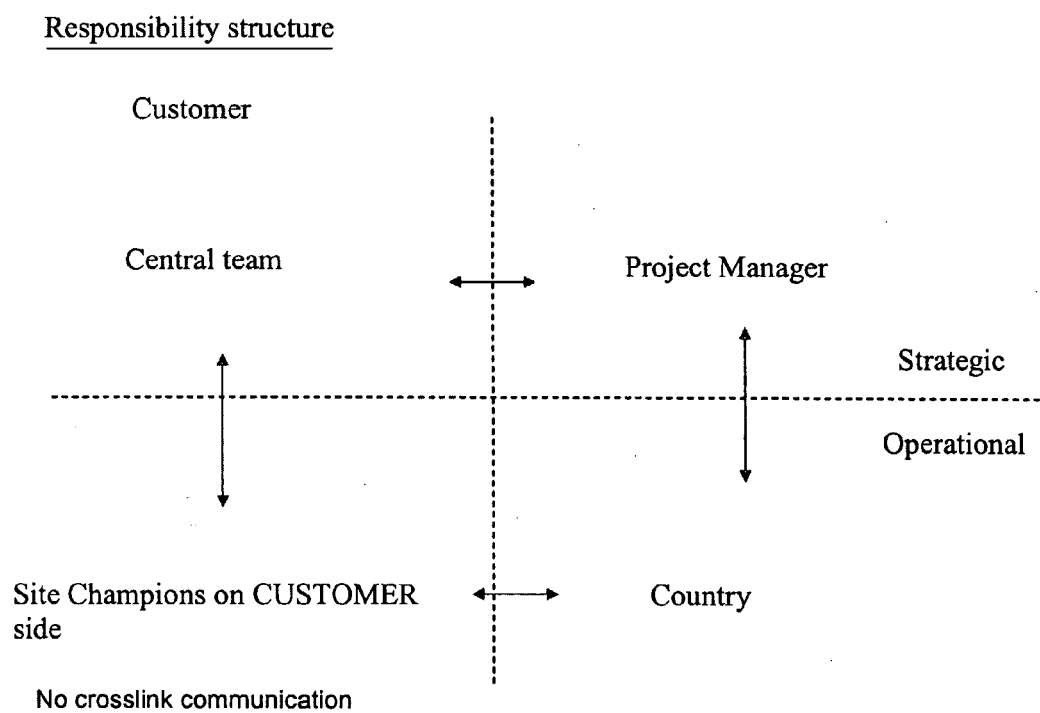 Responsibility structure
Customer
Central team
Project Manager
Strategic
Operational
Site Champions on CUSTOMER
side
Country
No crosslink communication